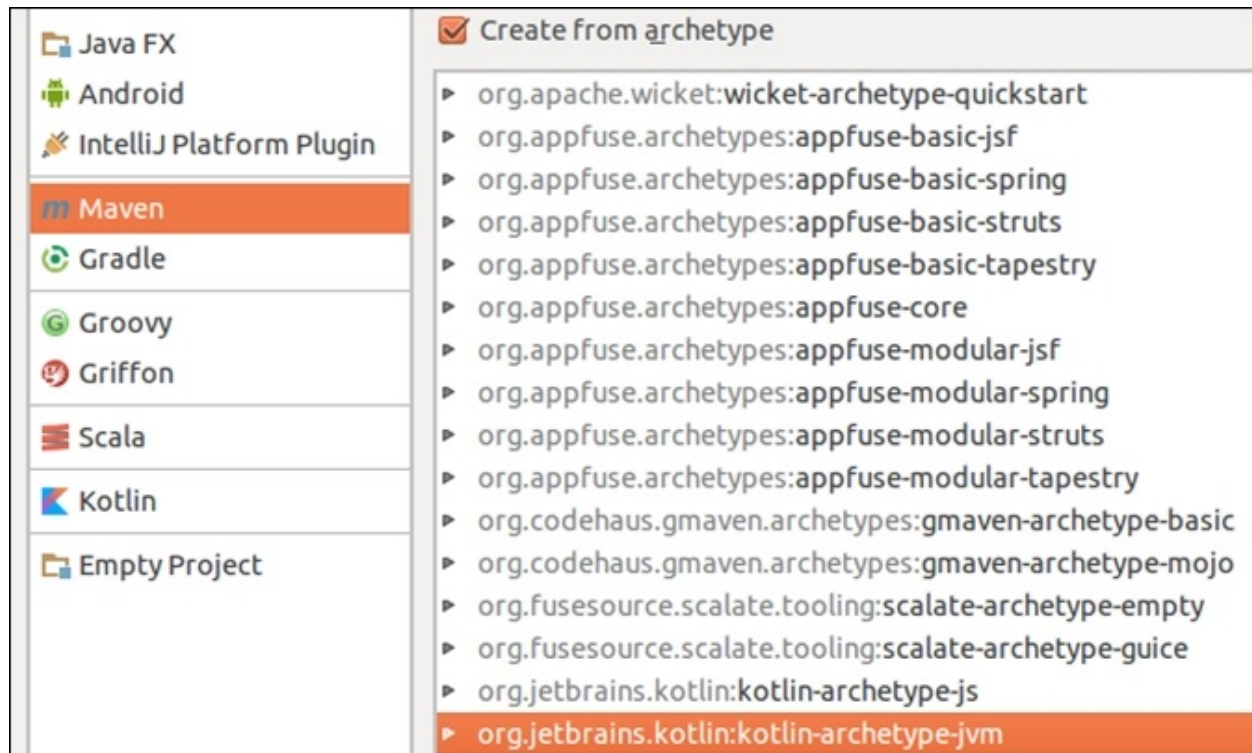 Java FX
Android
IntelliJ Platform Plugin
Maven
Gradle
Groovy
Griffon
Scala
Kotlin
Empty Project
Create from archetype
org.apache.wicket:wicket-archetype-quickstart
org.appfuse.archetypes:appfuse-basic-jsf
org.appfuse.archetypes:appfuse-basic-spring
org.appfuse.archetypes:appfuse-basic-struts
org.appfuse.archetypes:appfuse-basic-tapestry
org.appfuse.archetypes:appfuse-core
org.appfuse.archetypes:appfuse-modular-jsf
org.appfuse.archetypes:appfuse-modular-spring
org.appfuse.archetypes:appfuse-modular-struts
org.appfuse.archetypes:appfuse-modular-tapestry
org.codehaus.gmaven.archetypes:gmaven-archetype-basic
org.codehaus.gmaven.archetypes:gmaven-archetype-mojo
org.fusesource.scalate.tooling:scalate-archetype-empty
org.fusesource.scalate.tooling:scalate-archetype-guice
org.jetbrains.kotlin:kotlin-archetype-js
org.jetbrains.kotlin:kotlin-archetype-jvm